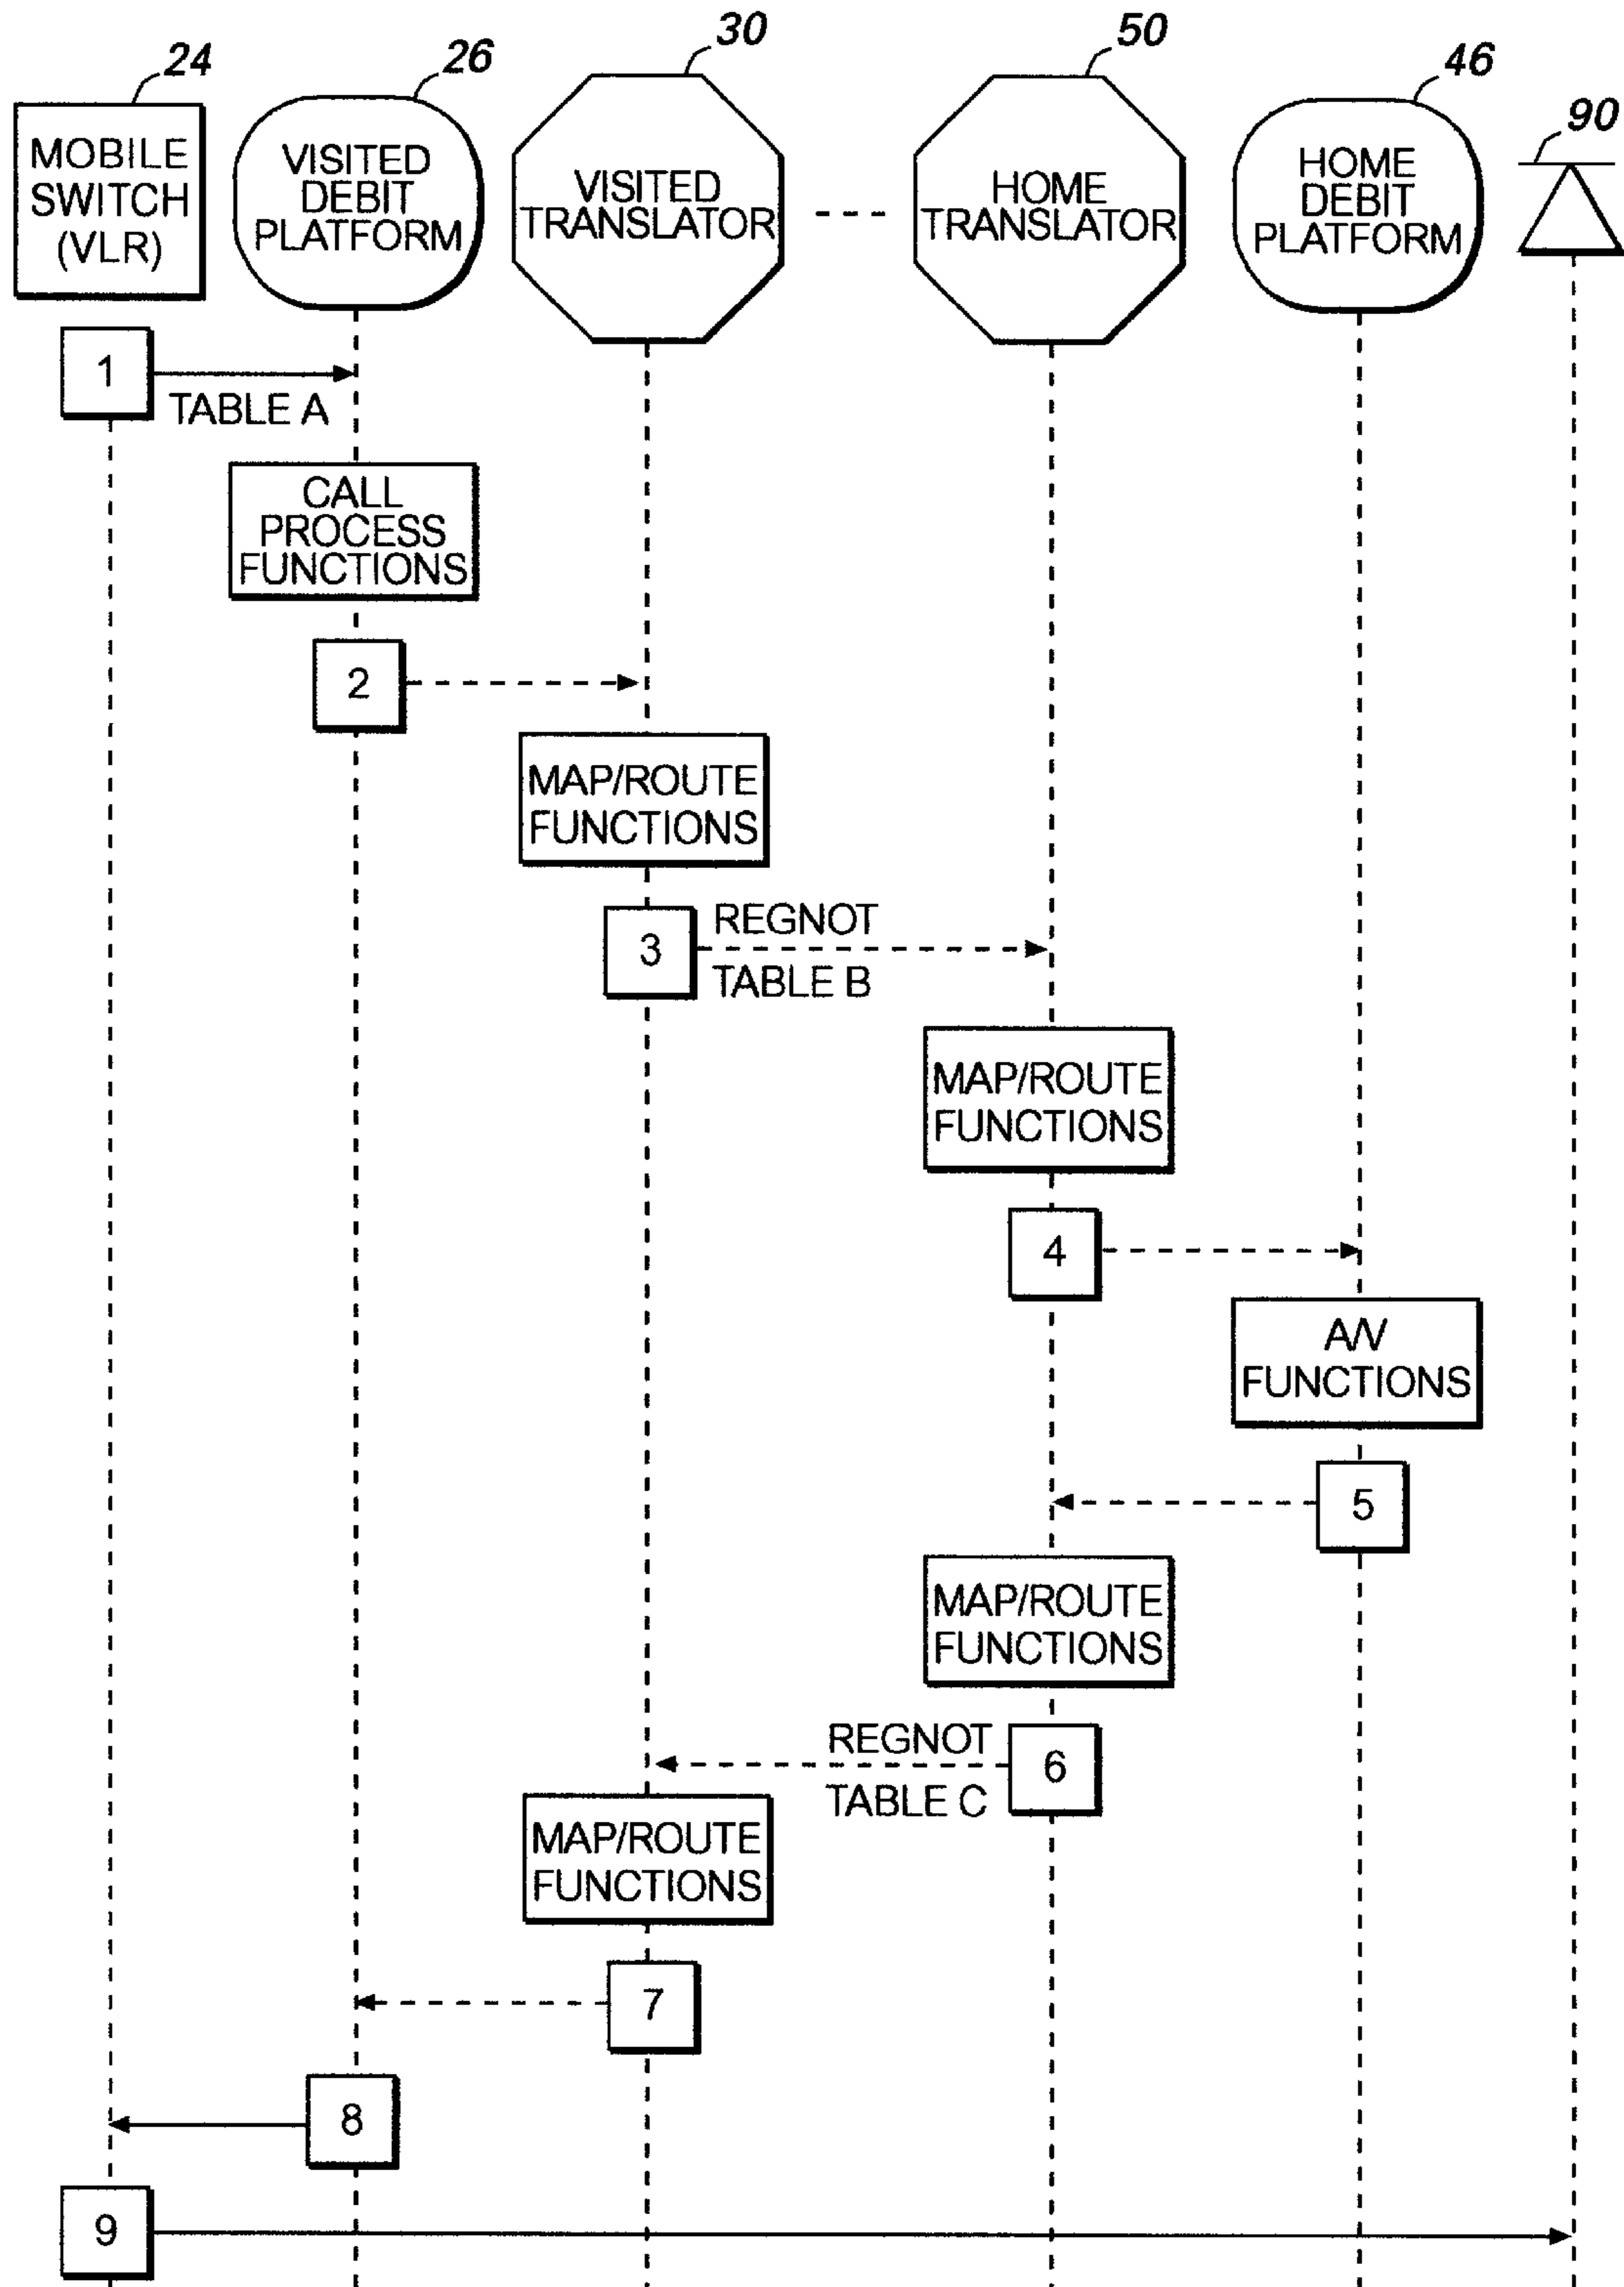 24
26
30
50
46
90
MOBILE
SWITCH
(VLR)
VISITED
DEBIT
PLATFORM
VISITED
TRANSLATOR
HOME
TRANSLATOR
HOME
DEBIT
PLATFORM
1
TABLE A
CALL
PROCESS
FUNCTIONS
2
MAP/ROUTE
FUNCTIONS
3
REGNOT
TABLE B
MAP/ROUTE
FUNCTIONS
4
A/V
FUNCTIONS
5
MAP/ROUTE
FUNCTIONS
REGNOT
TABLE C
6
MAP/ROUTE
FUNCTIONS
7
8
9